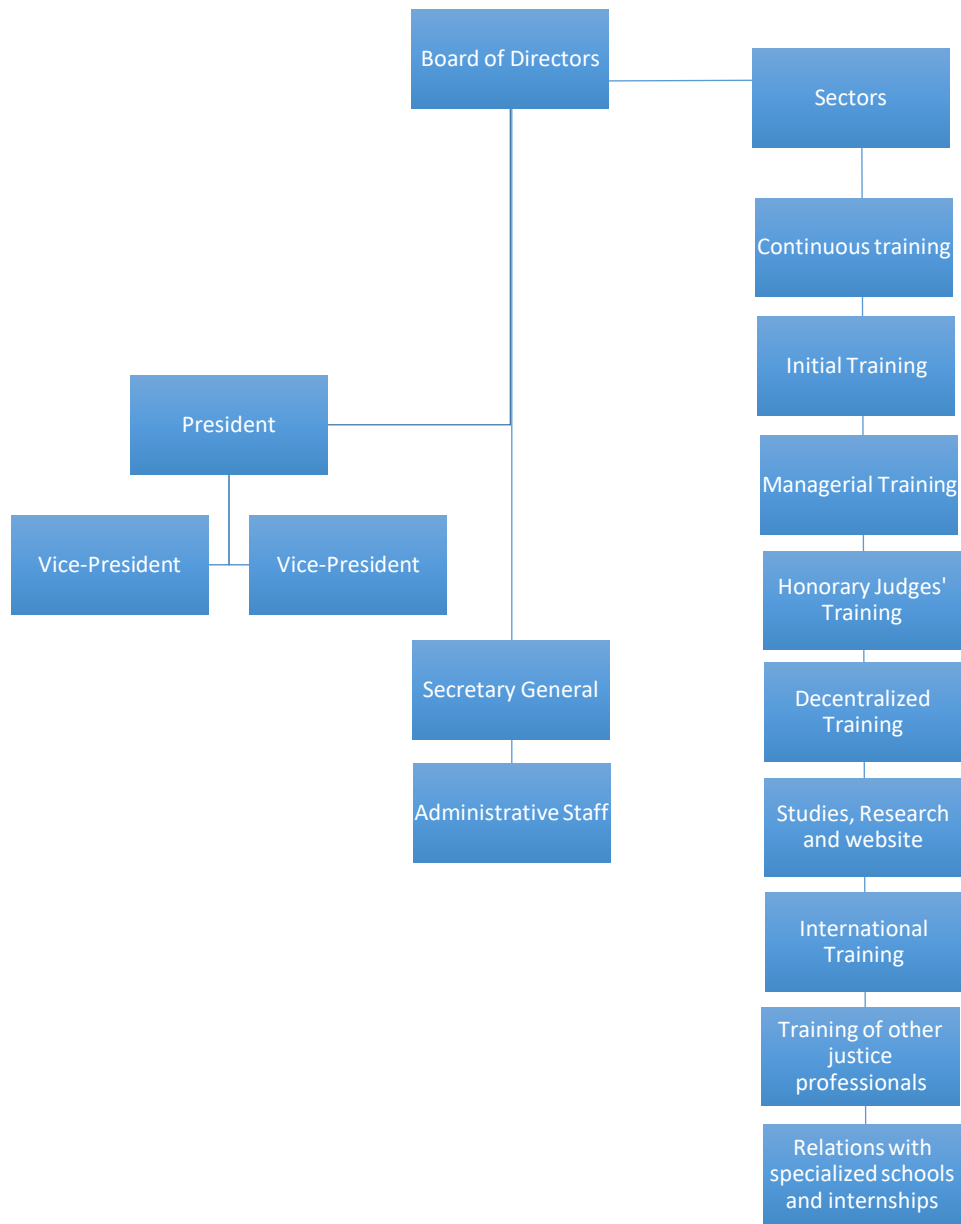 Board of Directors
Sectors
Continuous training
Initial Training
President
Managerial Training
Vice-President
Vice-President
Honorary Judges'
Training
Secretary General
Decentralized
Training
Administrative Staff
Studies, Research
and website
International
Training
Training of other
justice
professionals
Relations with
specialized schools
and internships